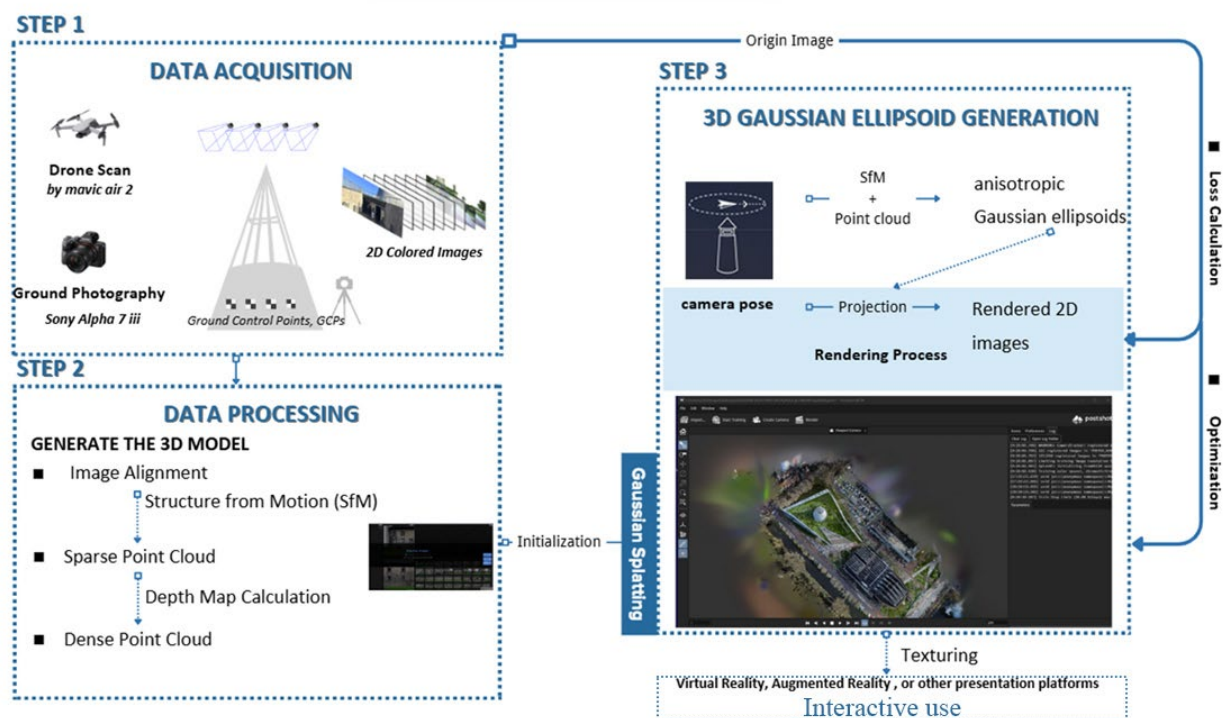 STEP 1
DATA ACQUISITION
Drone Scan
by mavic air 2
2D Colored Images
Ground Photography
Sony Alpha 7 iii
Ground Control Points, GCPs
STEP 2
DATA PROCESSING
GENERATE THE 3D MODEL
■ Image Alignment
Structure from Motion (SfM)
■ Sparse Point Cloud
Depth Map Calculation
■ Dense Point Cloud
Initialization
Gaussian Splatting
Origin Image
STEP 3
3D GAUSSIAN ELLIPSOID GENERATION
SfM
+
Point cloud
anisotropic
Gaussian ellipsoids
camera pose
Projection
Rendered 2D
images
Rendering Process
File Edit Window Help
■ Loss Calculation
■ Optimization
Texturing
Virtual Reality, Augmented Reality , or other presentation platforms
Interactive use